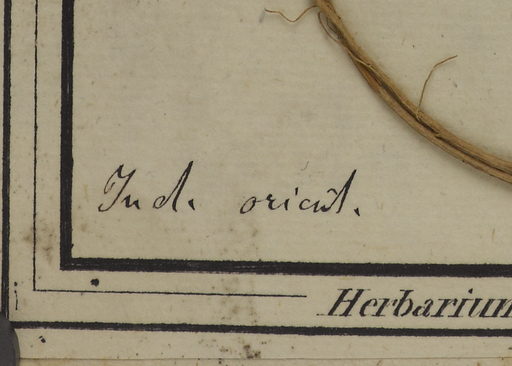 Ind. orient.
Herbarium